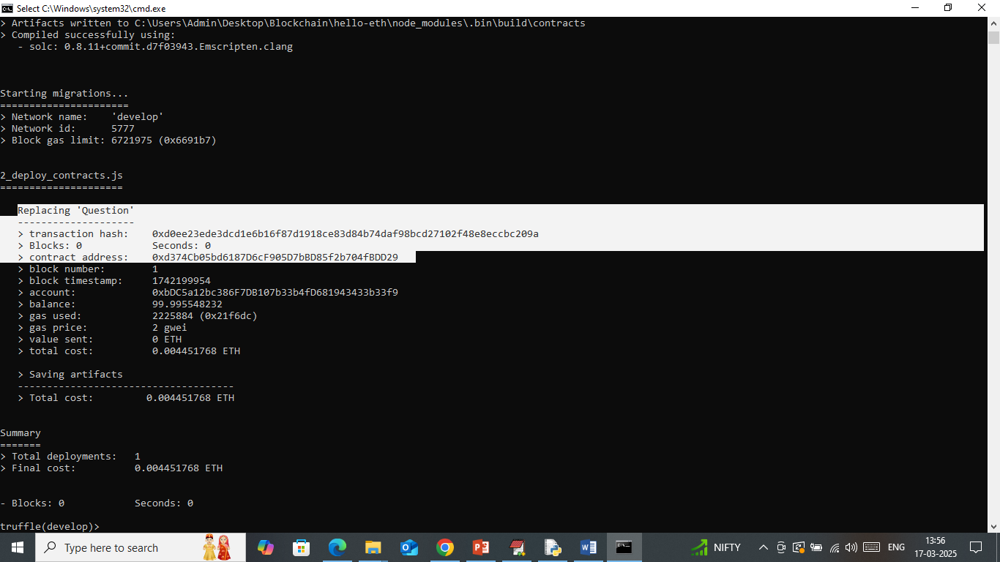 Select C:\Windows\system32\cmd.exe
> Artifacts written to C:\Users\Admin\Desktop\Blockchain\hello-eth\node_modules\.bin\build\contracts
> Compiled successfully using:
   - solc: 0.8.11+commit.d7f03943.Emscripten.clang
Starting migrations...
======================
> Network name:    'develop'
> Network id:      5777
> Block gas limit: 6721975 (0x6691b7)
2_deploy_contracts.js
=====================
   Replacing 'Question'
   --------------------
   > transaction hash:    0xd0ee23ede3dcd1e6b16f87d1918ce83d84b74daf98bcd27102f48e8eccbc209a
   > Blocks: 0            Seconds: 0
   > contract address:    0xd374Cb05bd6187D6cF905D7bBD85f2b704fBDD29
   > block number:        1
   > block timestamp:     1742199954
   > account:             0xbDC5a12bc386F7DB107b33b4fD681943433b33f9
   > balance:             99.995548232
   > gas used:            2225884 (0x21f6dc)
   > gas price:           2 gwei
   > value sent:          0 ETH
   > total cost:          0.004451768 ETH
   > Saving artifacts
   -------------------------------------
   > Total cost:         0.004451768 ETH
Summary
=======
> Total deployments:   1
> Final cost:          0.004451768 ETH
- Blocks: 0            Seconds: 0
truffle(develop)>
Type here to search
NIFTY
ENG
13:56
17-03-2025